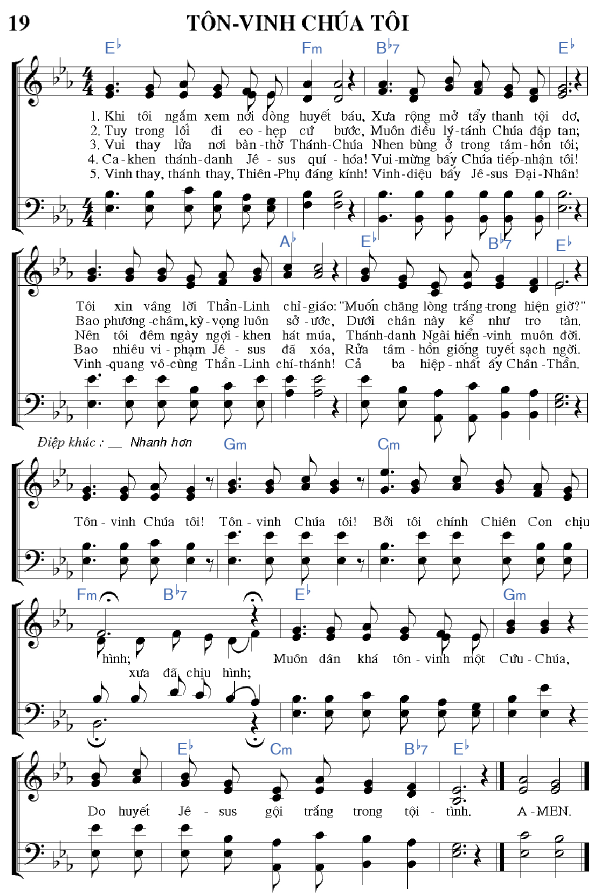 19 TÔN-VINH CHÚA TÔI
E♭ Fm B♭7 E♭
1. Khi tôi ngắm xem nơi dòng huyết báu, Xưa rộng mở tẩy thanh tội dơ,
2. Tuy trong lối đi eo-hẹp cứ bước, Muôn điều lý-tánh Chúa đập tan;
3. Vui thay lửa nơi bàn-thờ Thánh-Chúa Nhen bùng ở trong tâm-hồn tôi;
4. Ca-khen thánh-danh Jê-sus quí-hóa! Vui-mừng bấy Chúa tiếp-nhận tôi!
5. Vinh thay, thánh thay, Thiên-Phụ đáng kính! Vinh-diệu bấy Jê-sus Đại-Nhân!
A♭ E♭ B♭7 E♭
Tôi xin vâng lời Thần-Linh chỉ-giáo: "Muốn chăng lòng trắng-trong hiện giờ?"
Bao phương-châm, kỳ-vọng luôn sở-ước, Dưới chân này kể như tro tàn.
Nên tôi đêm ngày ngợi-khen hát múa, Thánh-danh Ngài hiển-vinh muôn đời.
Bao nhiêu vi-phạm Jê-sus đã xóa, Rửa tâm-hồn giống tuyết sạch ngời.
Vinh-quang vô-cùng Thần-Linh chí-thánh! Cả ba hiệp-nhất ấy Chân-Thần.
Điệp khúc : __ Nhanh hơn
Gm Cm
Tôn-vinh Chúa tôi! Tôn-vinh Chúa tôi! Bởi tôi chính Chiên Con chịu
Fm B♭7 E♭ Gm
hình; Muôn dân khá tôn-vinh một Cứu-Chúa,
xưa đã chịu hình;
E♭ Cm B♭7 E♭
Do huyết Jê-sus gội trắng trong tội-tình. A-MEN.